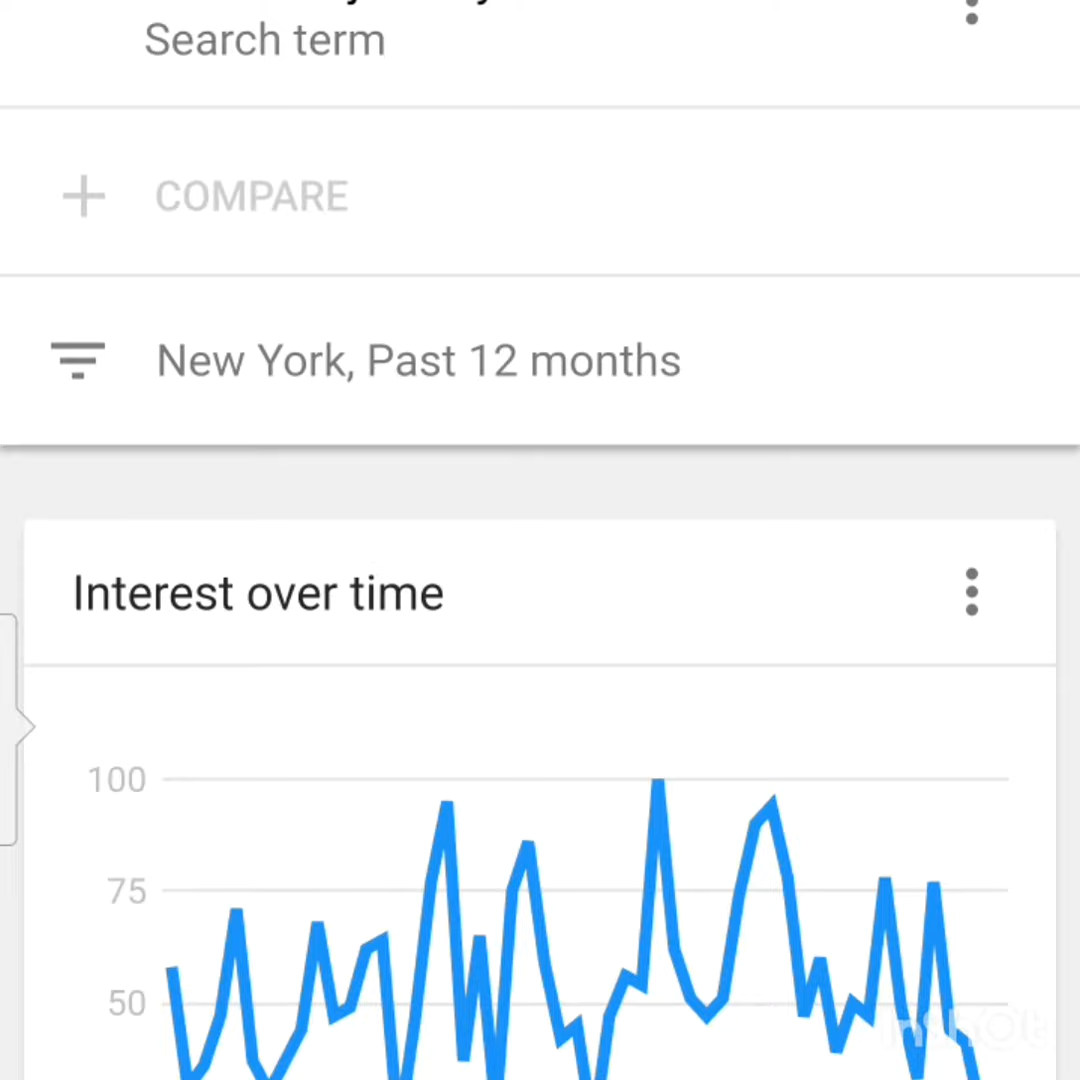 Search term
COMPARE
New York, Past 12 months
Interest over time
100
75
50